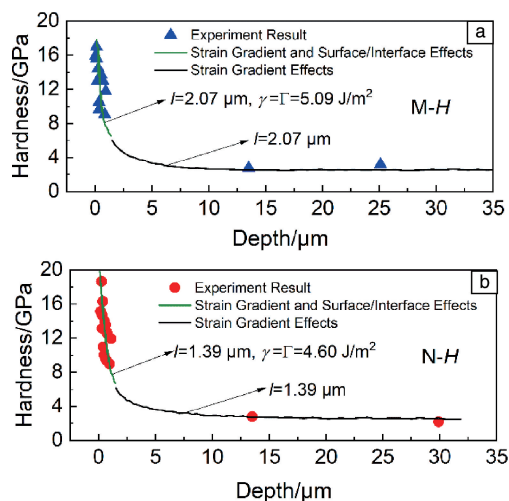 a
20
16
12
8
4
0
Hardness/GPa
Experiment Result
Strain Gradient and Surface/Interface Effects
Strain Gradient Effects
l=2.07 μm, γ=Γ=5.09 J/m²
M-H
l=2.07 μm
0 5 10 15 20 25 30 35
Depth/μm
b
20
16
12
8
4
0
Hardness/GPa
Experiment Result
Strain Gradient and Surface/Interface Effects
Strain Gradient Effects
l=1.39 μm, γ=Γ=4.60 J/m²
N-H
l=1.39 μm
0 5 10 15 20 25 30 35
Depth/μm